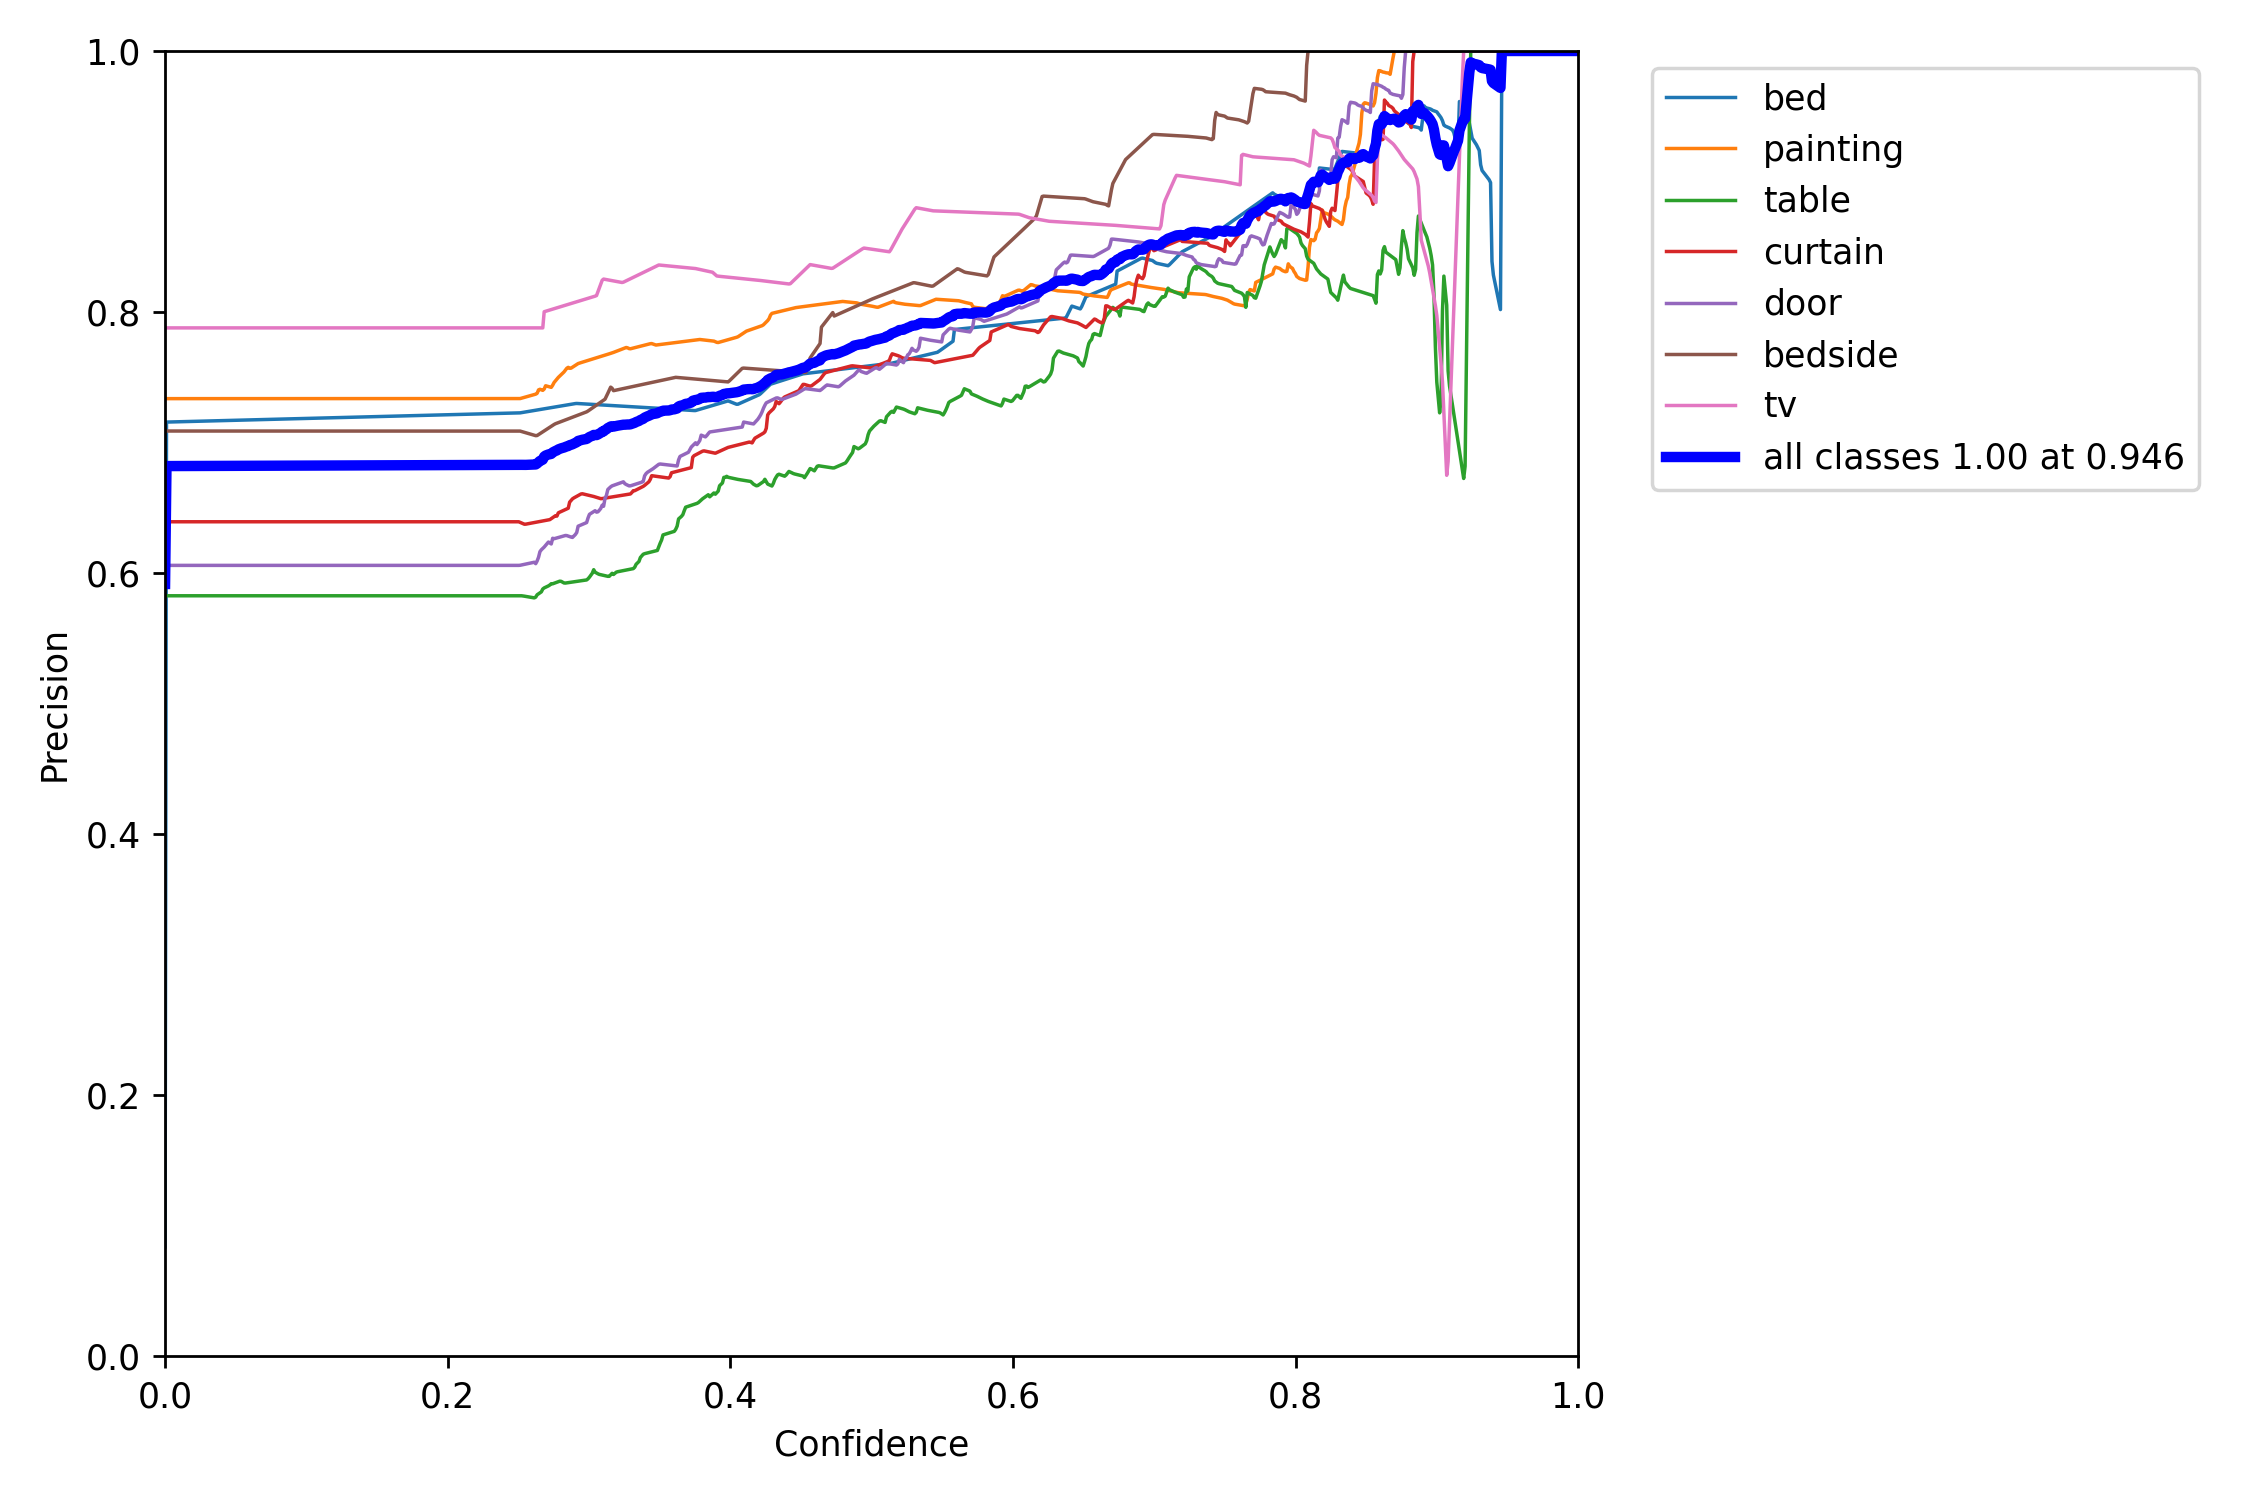 1.0
0.8
0.6
0.4
0.2
0.0
Precision
0.0 0.2 0.4 0.6 0.8 1.0
Confidence
bed
painting
table
curtain
door
bedside
tv
all classes 1.00 at 0.946